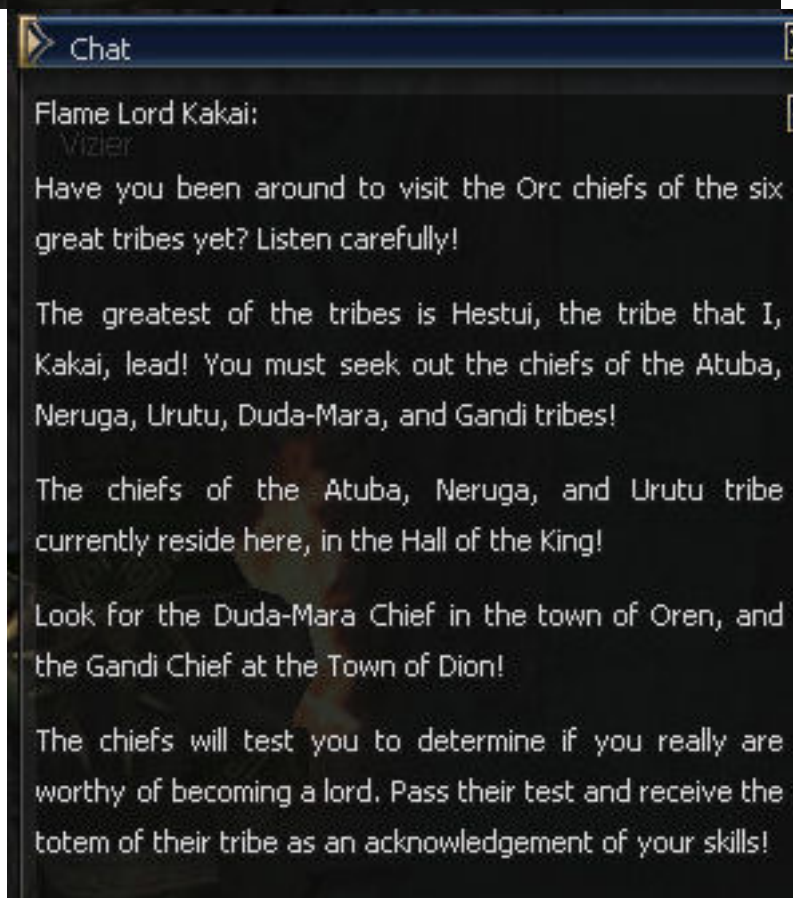 Chat
Flame Lord Kakai:
Vizier
Have you been around to visit the Orc chiefs of the six
great tribes yet? Listen carefully!
The greatest of the tribes is Hestui, the tribe that I,
Kakai, lead! You must seek out the chiefs of the Atuba,
Neruga, Urutu, Duda-Mara, and Gandi tribes!
The chiefs of the Atuba, Neruga, and Urutu tribe
currently reside here, in the Hall of the King!
Look for the Duda-Mara Chief in the town of Oren, and
the Gandi Chief at the Town of Dion!
The chiefs will test you to determine if you really are
worthy of becoming a lord. Pass their test and receive the
totem of their tribe as an acknowledgement of your skills!